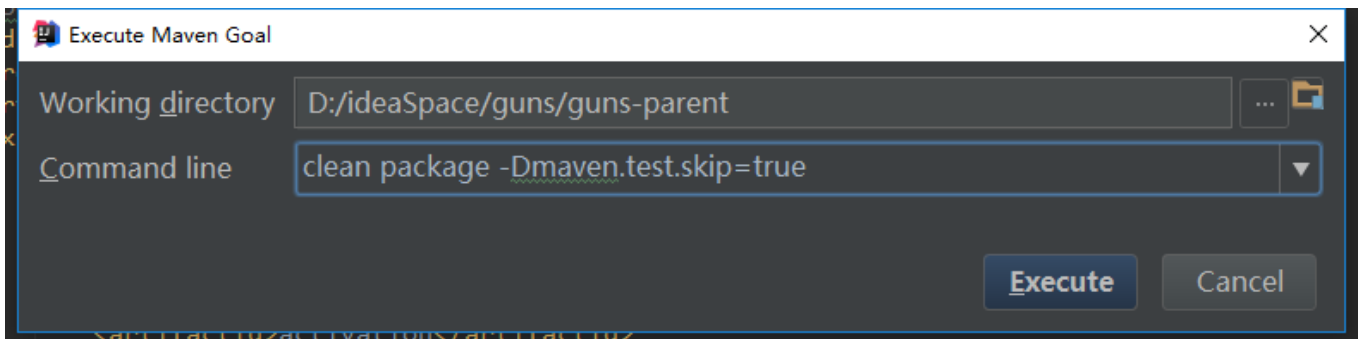 Execute Maven Goal
Working directory D:/ideaSpace/guns/guns-parent ...
Command line clean package -Dmaven.test.skip=true
Execute Cancel